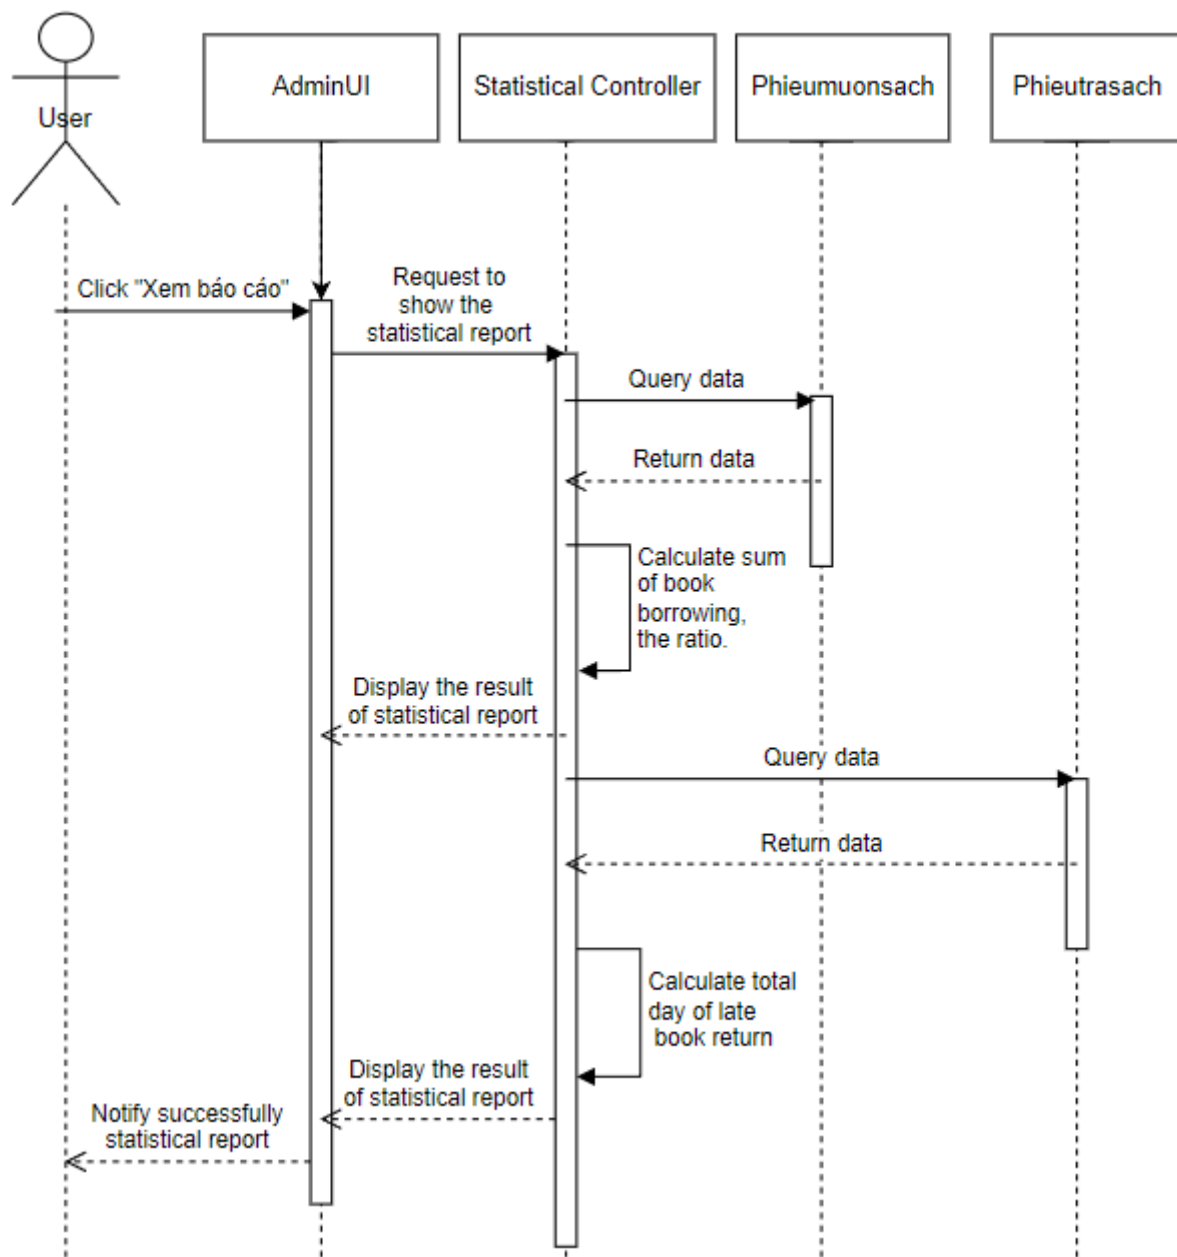 User
AdminUI
Statistical Controller
Phieumuonsach
Phieutrasach
Click "Xem báo cáo"
Request to
show the
statistical report
Query data
Return data
Calculate sum
of book
borrowing,
the ratio.
Display the result
of statistical report
Query data
Return data
Calculate total
day of late
book return
Display the result
of statistical report
Notify successfully
statistical report